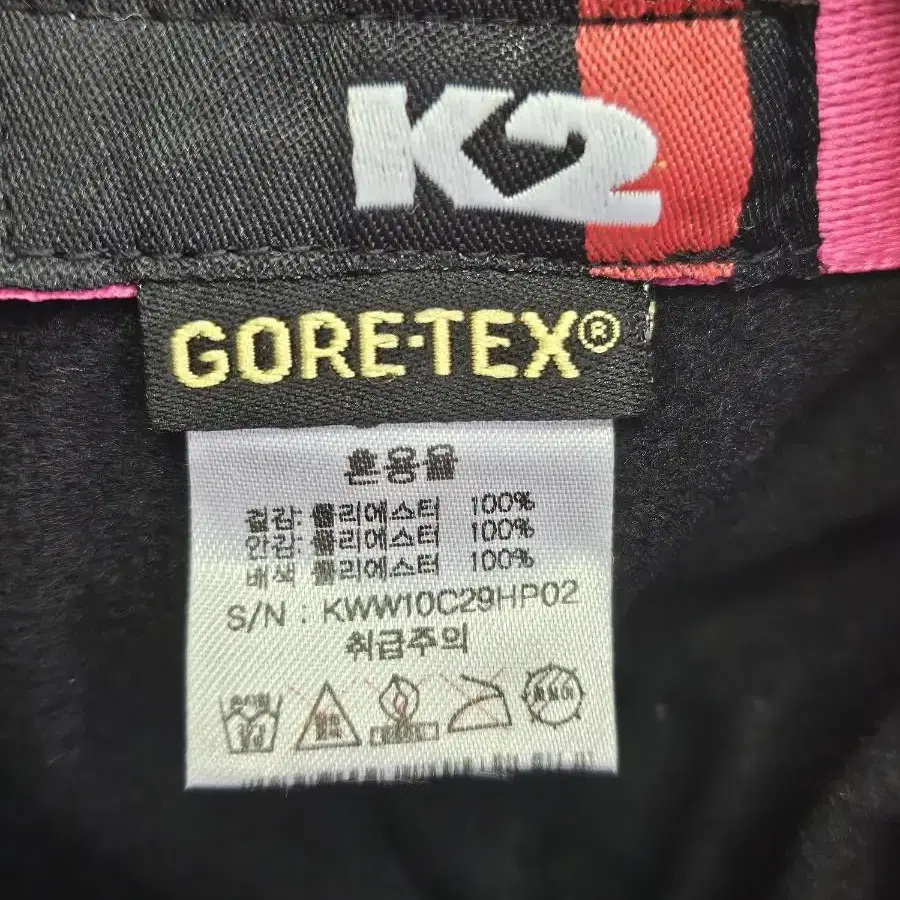 K2
GORE-TEX®
혼용율
겉감: 폴리에스터 100%
안감: 폴리에스터 100%
배색 폴리에스터 100%
S/N : KWW10C29HP02
취급주의